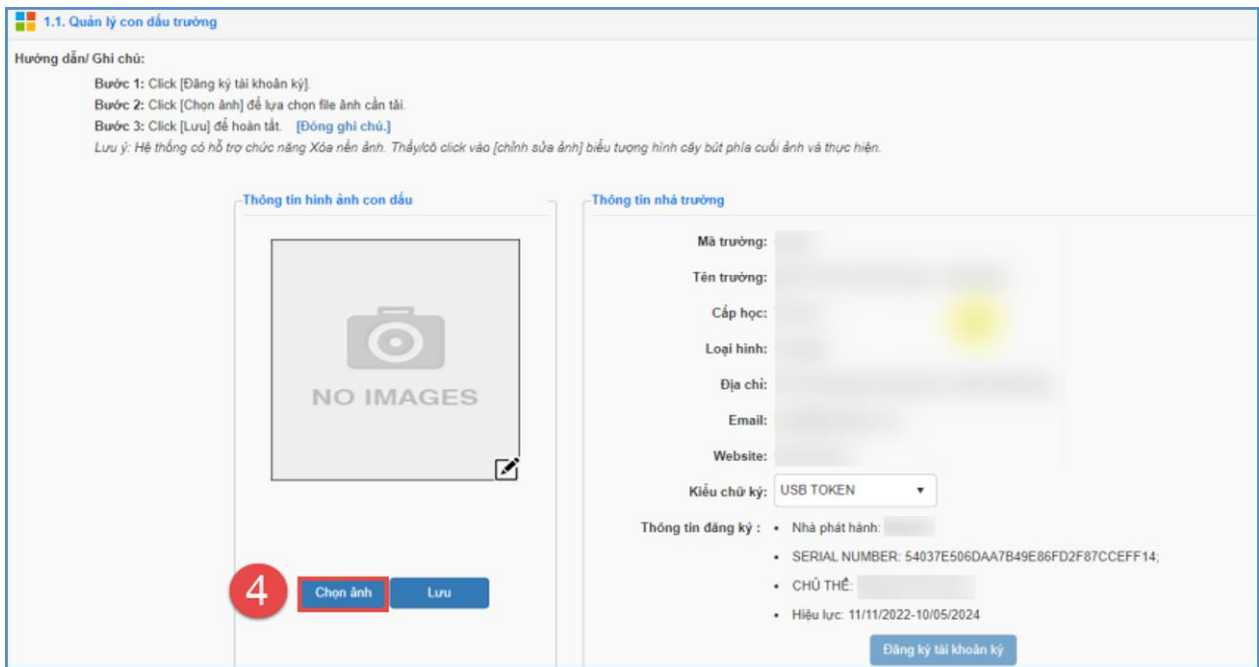 1.1. Quản lý con dấu trường
Hướng dẫn/ Ghi chú:
Bước 1: Click [Đăng ký tài khoản ký].
Bước 2: Click [Chọn ảnh] để lựa chọn file ảnh cần tải.
Bước 3: Click [Lưu] để hoàn tất. [Đóng ghi chú.]
Lưu ý: Hệ thống có hỗ trợ chức năng Xóa nền ảnh. Thầy/cô click vào [chỉnh sửa ảnh] biểu tượng hình cây bút phía cuối ảnh và thực hiện.
Thông tin hình ảnh con dấu
NO IMAGES
4
Chọn ảnh
Lưu
Thông tin nhà trường
Mã trường:
Tên trường:
Cấp học:
Loại hình:
Địa chỉ:
Email:
Website:
Kiểu chữ ký: USB TOKEN
Thông tin đăng ký : • Nhà phát hành:
• SERIAL NUMBER: 54037E506DAA7B49E86FD2F87CCEFF14;
• CHỦ THỂ:
• Hiệu lực: 11/11/2022-10/05/2024
Đăng ký tài khoản ký